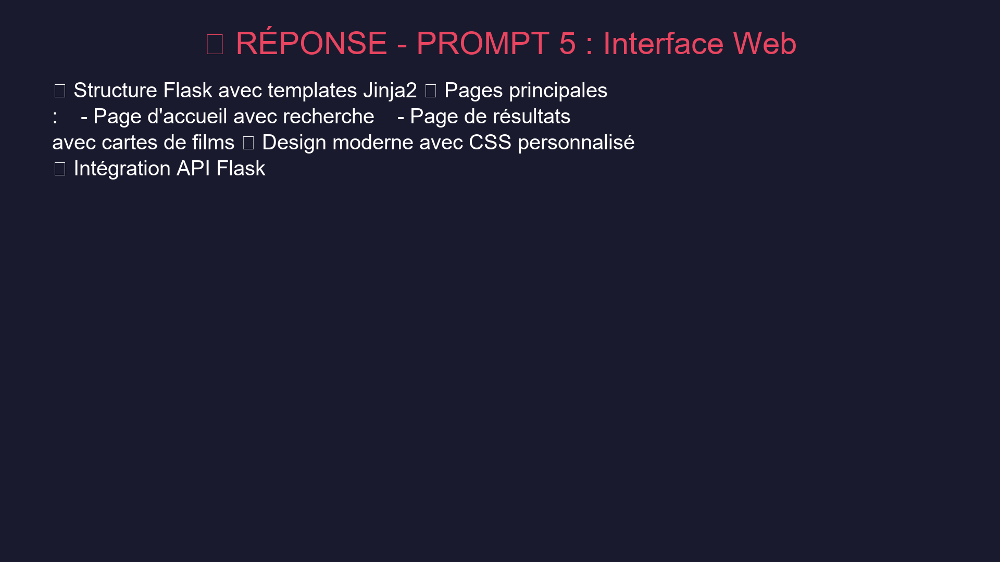 □ RÉPONSE - PROMPT 5 : Interface Web
□ Structure Flask avec templates Jinja2 □ Pages principales
:    - Page d'accueil avec recherche    - Page de résultats
avec cartes de films □ Design moderne avec CSS personnalisé
□ Intégration API Flask